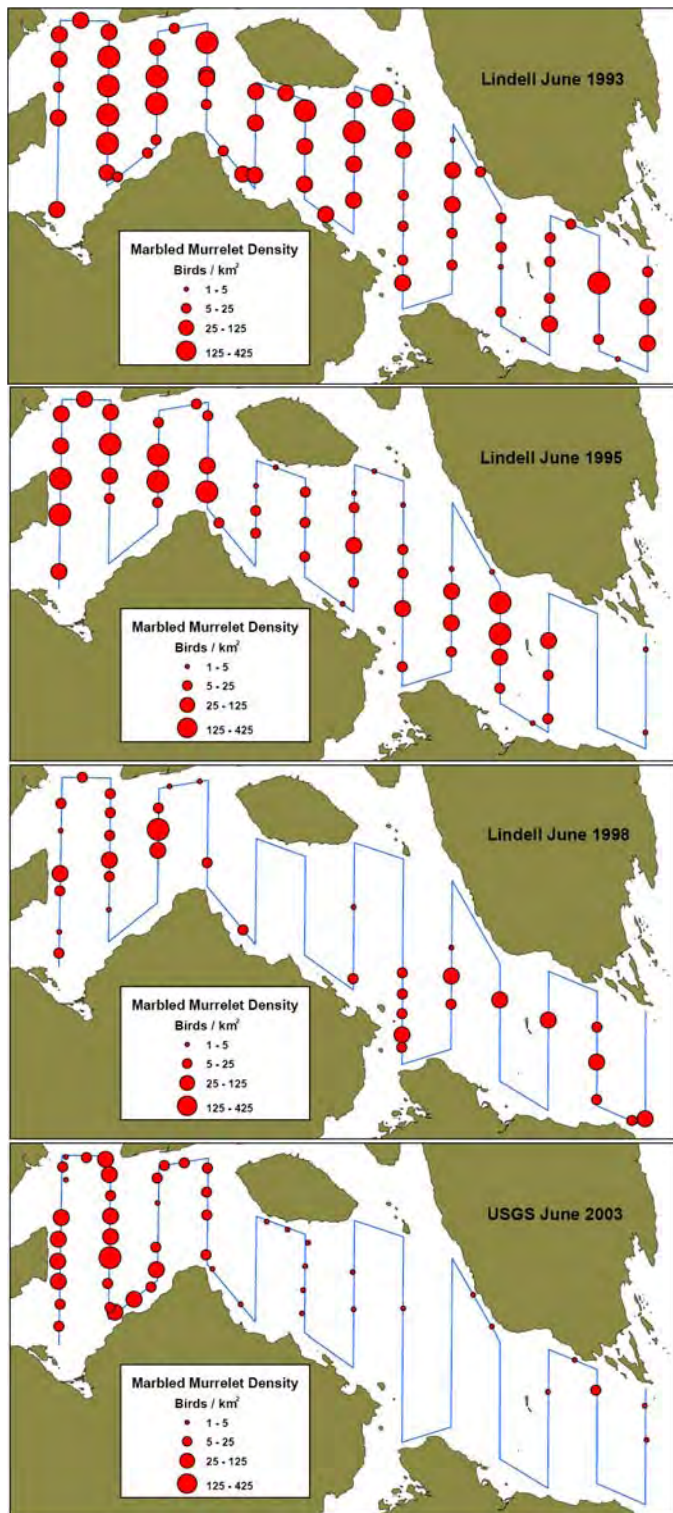 Lindell June 1993
Marbled Murrelet Density
Birds / km²
1 - 5
5 - 25
25 - 125
125 - 425
Lindell June 1995
Marbled Murrelet Density
Birds / km²
1 - 5
5 - 25
25 - 125
125 - 425
Lindell June 1998
Marbled Murrelet Density
Birds / km²
1 - 5
5 - 25
25 - 125
125 - 425
USGS June 2003
Marbled Murrelet Density
Birds / km²
1 - 5
5 - 25
25 - 125
125 - 425